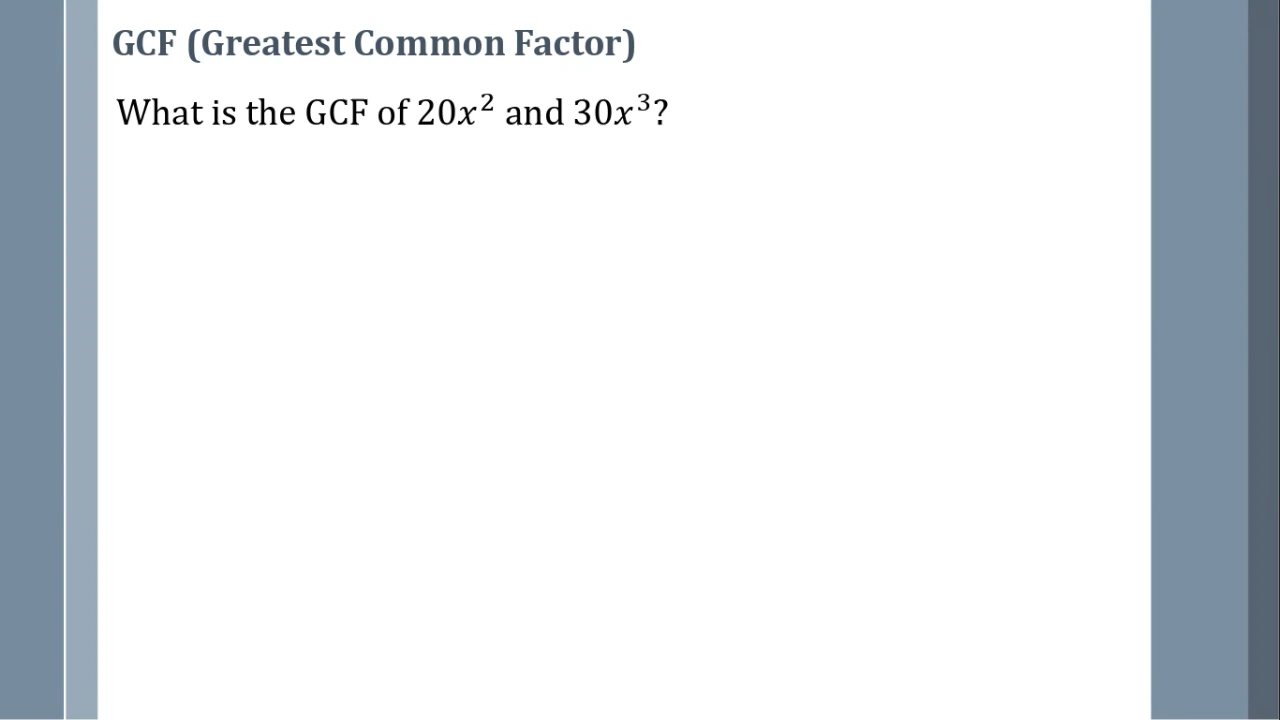 GCF (Greatest Common Factor)
What is the GCF of 20x² and 30x³?